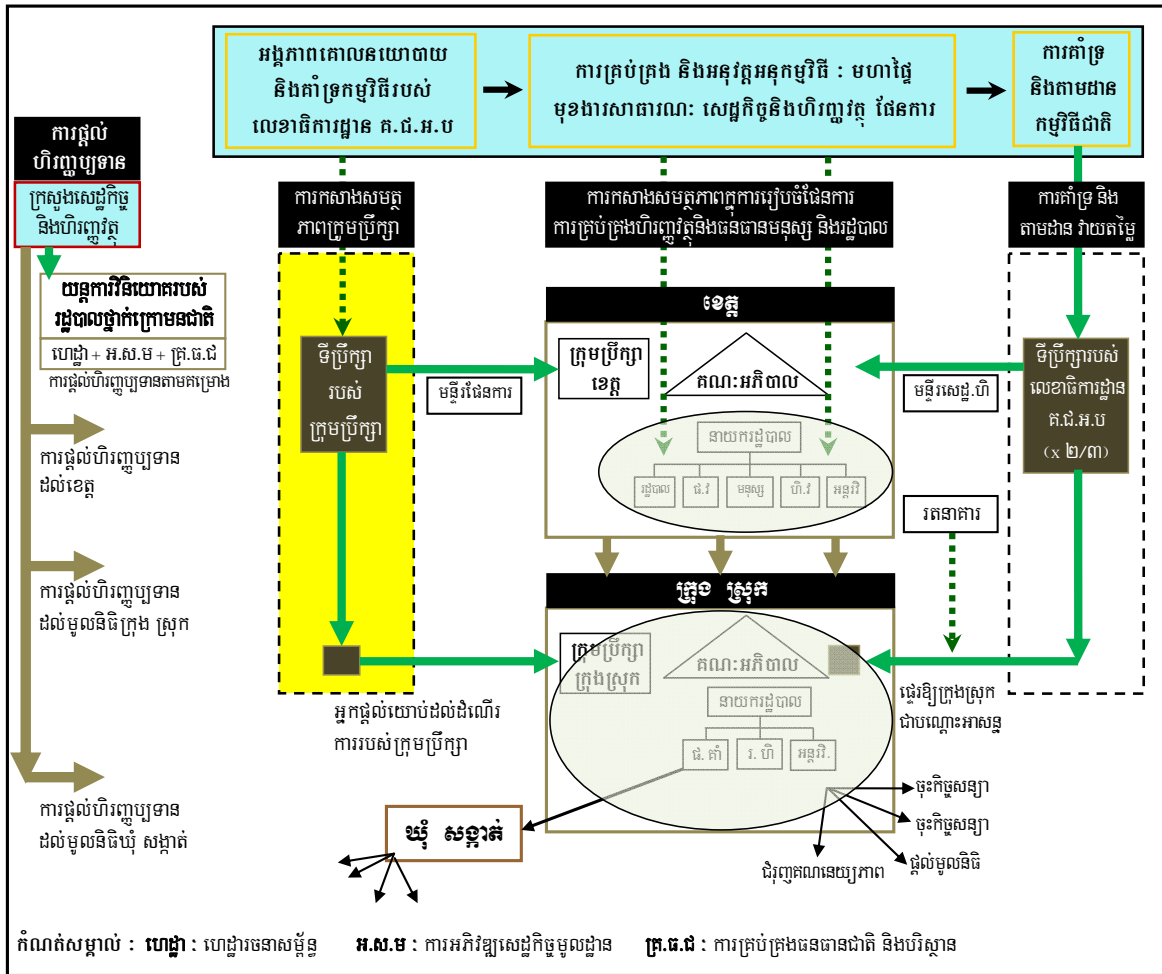 អង្គភាពគោលនយោបាយ
និងគាំទ្រកម្មវិធីរបស់
លេខាធិការដ្ឋាន គ.ជ.អ.ប
ការគ្រប់គ្រង និងអនុវត្តអនុកម្មវិធី : មហាផ្ទៃ
មុខងារសាធារណៈ សេដ្ឋកិច្ចនិងហិរញ្ញវត្ថុ ផែនការ
ការគាំទ្រ
និងតាមដាន
កម្មវិធីជាតិ
ការផ្តល់
ហិរញ្ញប្បទាន
ក្រសួងសេដ្ឋកិច្ច
និងហិរញ្ញវត្ថុ
យន្តការវិនិយោគរបស់
រដ្ឋបាលថ្នាក់ក្រោមនជាតិ
ហេដ្ឋា + អ.ស.ម + គ្រ.ធ.ជ
ការផ្តល់ហិរញ្ញប្បទានតាមគម្រោង
ការផ្តល់ហិរញ្ញប្បទាន
ដល់ខេត្ត
ការផ្តល់ហិរញ្ញប្បទាន
ដល់មូលនិធិក្រុង ស្រុក
ការផ្តល់ហិរញ្ញប្បទាន
ដល់មូលនិធិឃុំ សង្កាត់
ការកសាងសមត្ថ
ភាពក្រុមប្រឹក្សា
ទីប្រឹក្សា
របស់
ក្រុមប្រឹក្សា
មន្ទីរផែនការ
អ្នកផ្តល់យោបល់ដល់ដំណើរ
ការរបស់ក្រុមប្រឹក្សា
ការកសាងសមត្ថភាពក្នុការរៀបចំផែនការ
ការគ្រប់គ្រងហិរញ្ញវត្ថុនិងធនធានមនុស្ស និងរដ្ឋបាល
ខេត្ត
ក្រុមប្រឹក្សា
ខេត្ត
គណៈអភិបាល
នាយករដ្ឋបាល
រដ្ឋបាល
ផ.វ
មនុស្ស
ហិ.វ
អន្តរវិ
ក្រុង ស្រុក
ក្រុមប្រឹក្សា
ក្រុងស្រុក
គណៈអភិបាល
នាយករដ្ឋបាល
ផ. គាំ
រ. ហិ
អន្តរវិ.
ឃុំ សង្កាត់
ការគាំទ្រ និង
តាមដាន វាយតម្លៃ
ទីប្រឹក្សារបស់
លេខាធិការដ្ឋាន
គ.ជ.អ.ប
(x ២/៣)
មន្ទីរសេដ្ឋ.ហិ
រតនាគារ
ផ្ទេរឱ្យក្រុងស្រុក
ជាបណ្តោះអាសន្ន
ចុះកិច្ចសន្យា
ចុះកិច្ចសន្យា
ផ្តល់មូលនិធិ
ជំរុញគណនេយ្យភាព
កំណត់សម្គាល់ : ហេដ្ឋា : ហេដ្ឋារចនាសម្ព័ន្ធ អ.ស.ម : ការអភិវឌ្ឍសេដ្ឋកិច្ចមូលដ្ឋាន គ្រ.ធ.ជ : ការគ្រប់គ្រងធនធានជាតិ និងបរិស្ថាន